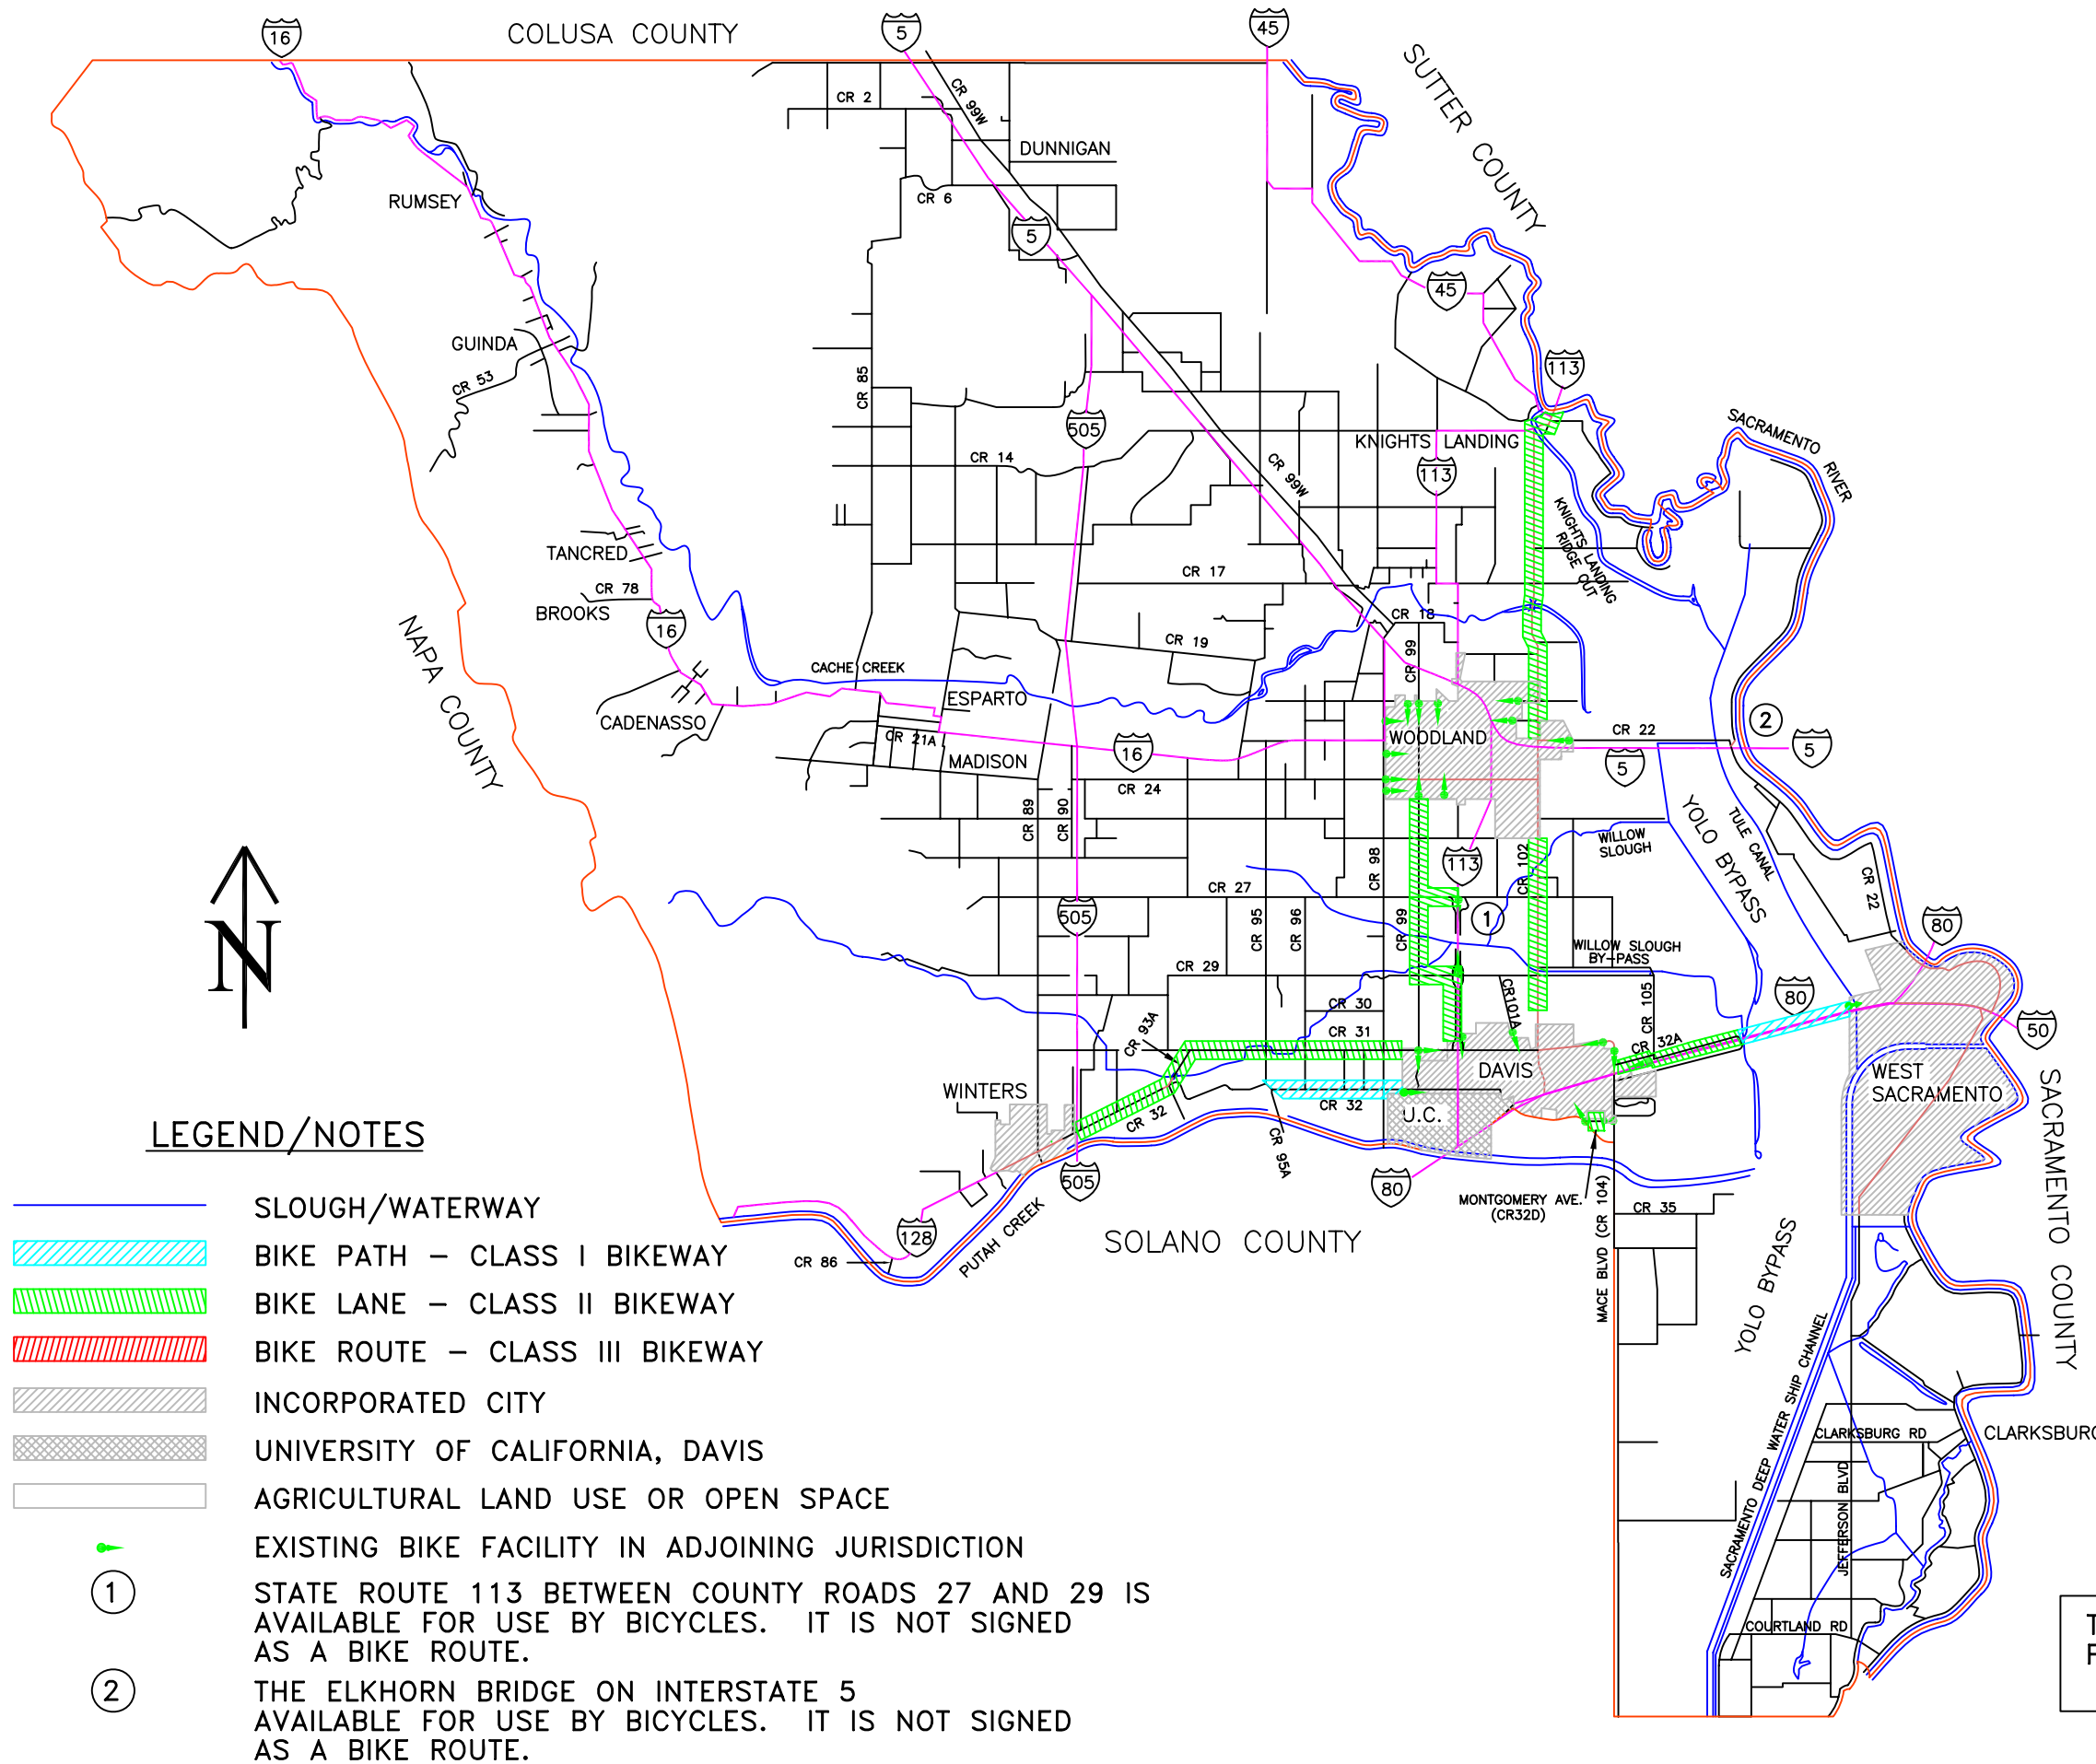 16
COLUSA COUNTY
5
45
SUTTER COUNTY
CR 2
CR 99W
DUNNIGAN
RUMSEY
CR 6
5
45
GUINDA
CR 53
CR 85
113
505
SACRAMENTO RIVER
KNIGHTS LANDING
CR 14
CR 99W
113
KNIGHTS LANDING
RIDGE CUT
TANCRED
CR 17
CR 78
BROOKS
16
CR 18
CR 19
CR 99
NAPA COUNTY
CACHE CREEK
ESPARTO
CADENASSO
2
CR 21A
WOODLAND
CR 22
MADISON
16
5
5
CR 24
CR 89
CR 90
YOLO BYPASS
TULE CANAL
WILLOW
SLOUGH
113
CR 98
CR 102
CR 27
CR 22
N
505
CR 95
CR 96
CR 99
1
80
WILLOW SLOUGH
BY-PASS
CR 29
CR 30
CR101A
CR 105
80
CR 93A
CR 31
CR 32A
50
WINTERS
DAVIS
WEST
SACRAMENTO
CR 32
CR 32
U.C.
SACRAMENTO COUNTY
CR 95A
505
80
MONTGOMERY AVE.
(CR32D)
MACE BLVD (CR 104)
CR 35
128
CR 86
PUTAH CREEK
SOLANO COUNTY
YOLO BYPASS
SACRAMENTO DEEP WATER SHIP CHANNEL
CLARKSBURG RD
CLARKSBURG
JEFFERSON BLVD
COURTLAND RD
LEGEND/NOTES
SLOUGH/WATERWAY
BIKE PATH - CLASS I BIKEWAY
BIKE LANE - CLASS II BIKEWAY
BIKE ROUTE - CLASS III BIKEWAY
INCORPORATED CITY
UNIVERSITY OF CALIFORNIA, DAVIS
AGRICULTURAL LAND USE OR OPEN SPACE
EXISTING BIKE FACILITY IN ADJOINING JURISDICTION
1 STATE ROUTE 113 BETWEEN COUNTY ROADS 27 AND 29 IS
AVAILABLE FOR USE BY BICYCLES. IT IS NOT SIGNED
AS A BIKE ROUTE.
2 THE ELKHORN BRIDGE ON INTERSTATE 5
AVAILABLE FOR USE BY BICYCLES. IT IS NOT SIGNED
AS A BIKE ROUTE.